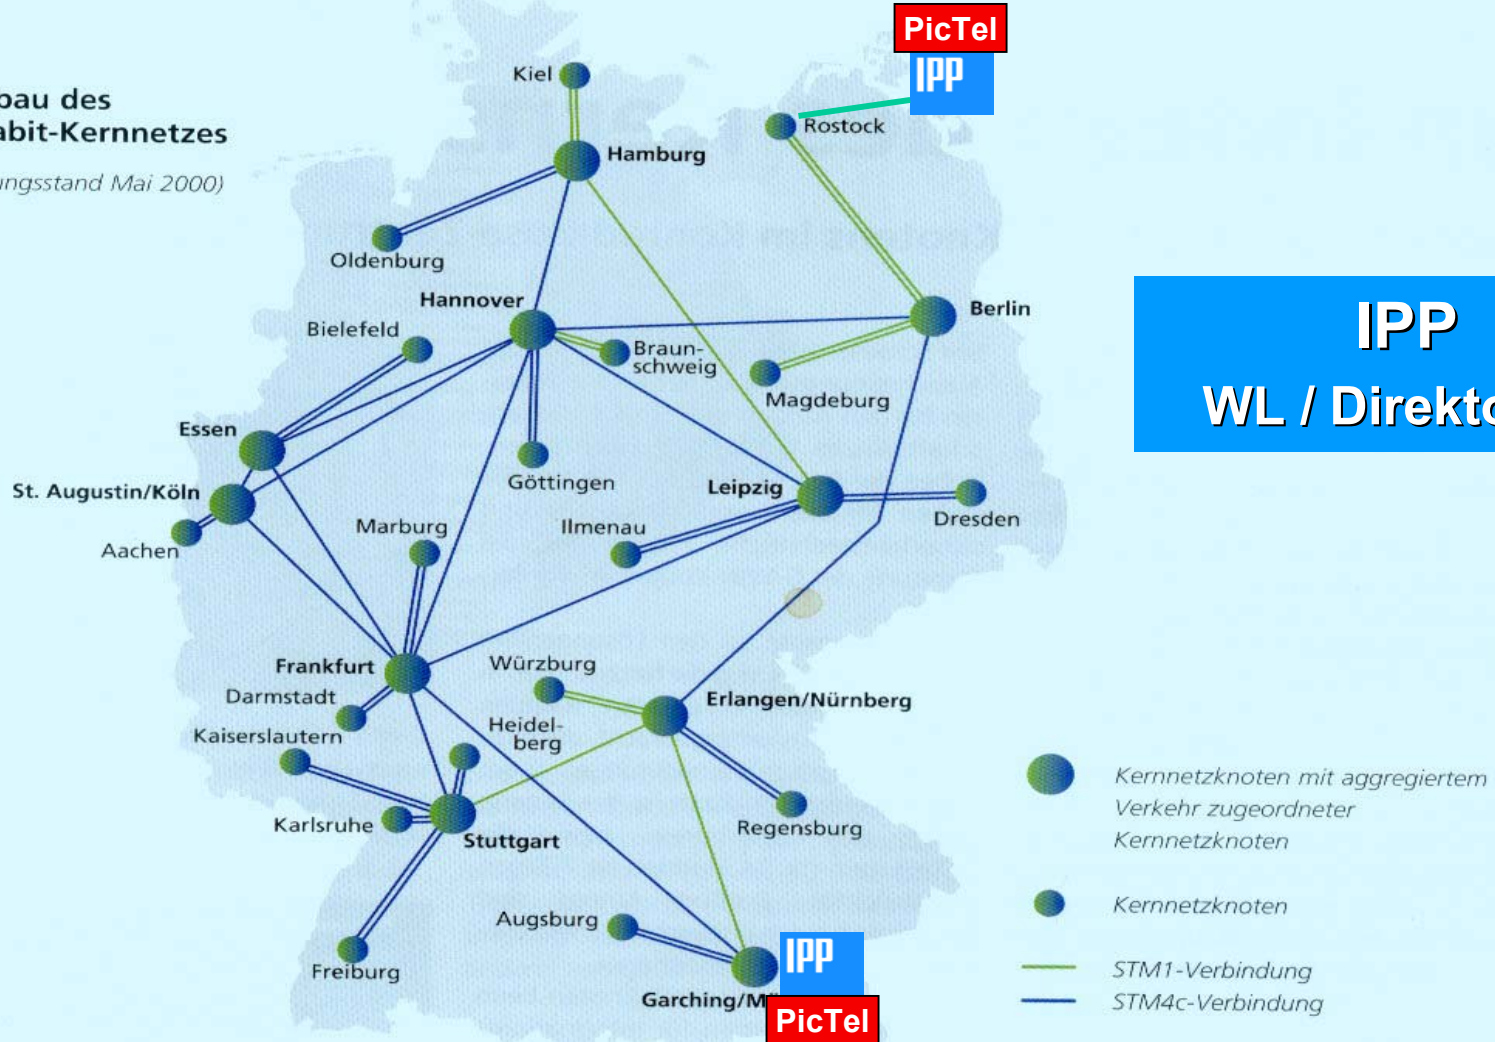 PicTel
IPP
Kiel
bau des
abit-Kernnetzes
Rostock
Hamburg
ungsstand Mai 2000)
Oldenburg
Hannover
Berlin
Bielefeld
Braun-
schweig
IPP
Magdeburg
WL / Direkto
Essen
Göttingen
Leipzig
St. Augustin/Köln
Dresden
Marburg
Ilmenau
Aachen
Frankfurt
Würzburg
Darmstadt
Erlangen/Nürnberg
Heidel-
berg
Kaiserslautern
Kernnetzknoten mit aggregiertem
Verkehr zugeordneter
Kernnetzknoten
Karlsruhe
Regensburg
Stuttgart
Kernnetzknoten
Augsburg
IPP
Freiburg
STM1-Verbindung
Garching/M
STM4c-Verbindung
PicTel